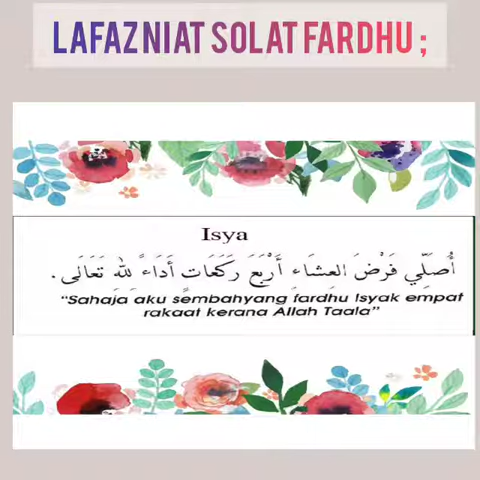 LAFAZ NIAT SOLAT FARDHU ;
Isya
أُصَلِّي فَرْضَ العِشَاءِ أَرْبَعَ رَكَعَاتٍ أَدَاءً لِلَّهِ تَعَالَى .
"Sahaja aku sembahyang fardhu Isyak empat
rakaat kerana Allah Taala"